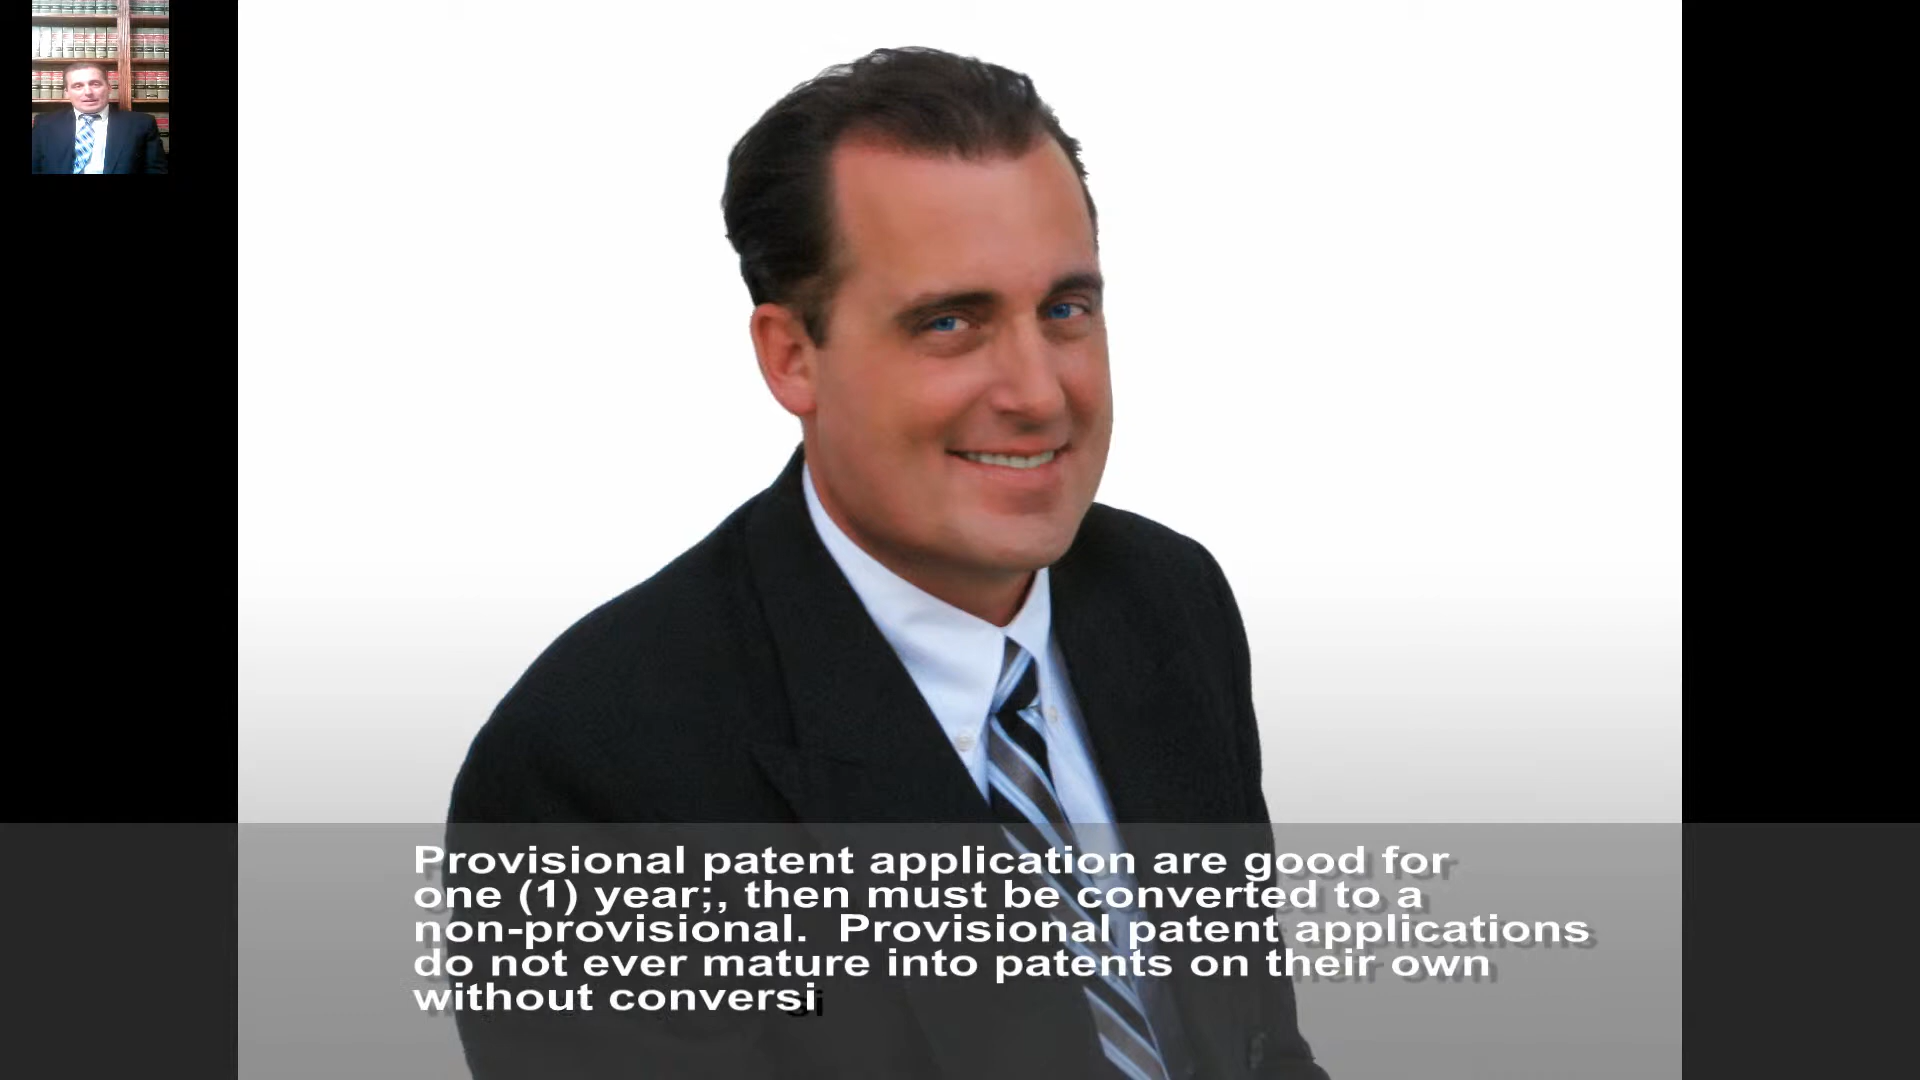 Provisional patent application are good for
one (1) year;, then must be converted to a
non-provisional.  Provisional patent applications
do not ever mature into patents on their own
without conversi